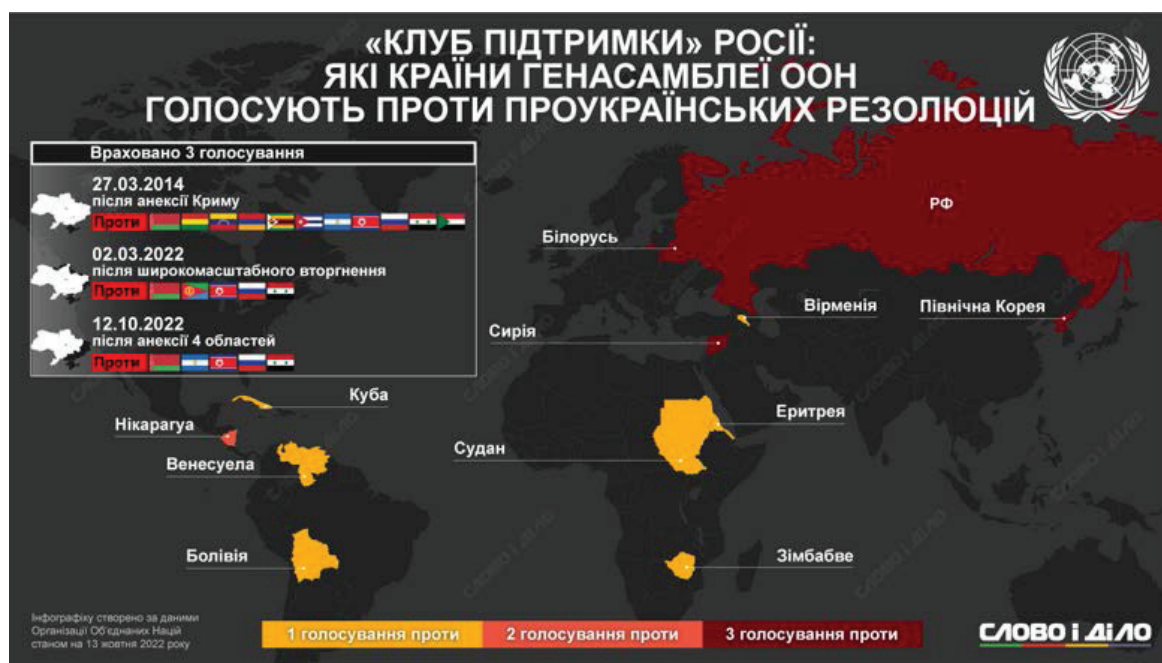 «КЛУБ ПІДТРИМКИ» РОСІЇ:
ЯКІ КРАЇНИ ГЕНАСАМБЛЕЇ ООН
ГОЛОСУЮТЬ ПРОТИ ПРОУКРАЇНСЬКИХ РЕЗОЛЮЦІЙ
Враховано 3 голосування
27.03.2014
після анексії Криму
Проти
02.03.2022
після широкомасштабного вторгнення
Проти
12.10.2022
після анексії 4 областей
Проти
РФ
Білорусь
Вірменія
Північна Корея
Сирія
Куба
Еритрея
Нікарагуа
Судан
Венесуела
Болівія
Зімбабве
Інфографіку створено за даними
Організації Об'єднаних Націй
станом на 13 жовтня 2022 року
1 голосування проти
2 голосування проти
3 голосування проти
СЛОВО і ДіЛО